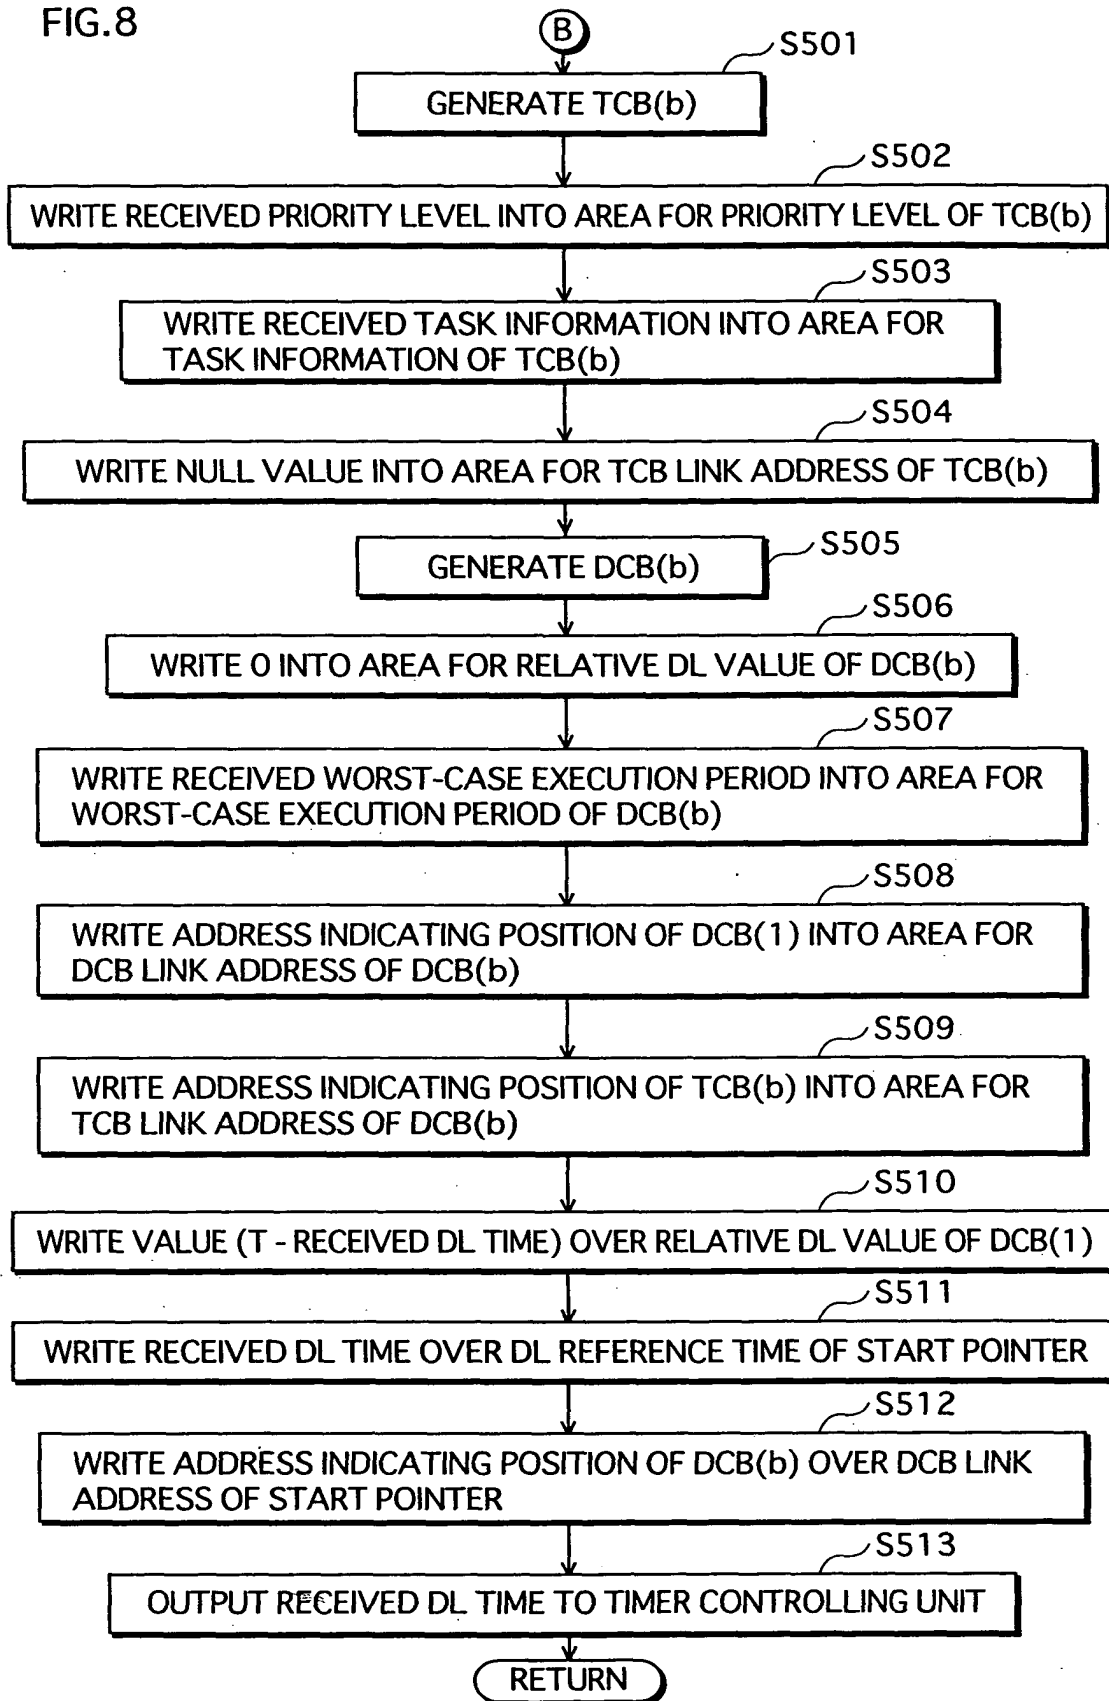 FIG.8
B
S501
GENERATE TCB(b)
S502
WRITE RECEIVED PRIORITY LEVEL INTO AREA FOR PRIORITY LEVEL OF TCB(b)
S503
WRITE RECEIVED TASK INFORMATION INTO AREA FOR
TASK INFORMATION OF TCB(b)
S504
WRITE NULL VALUE INTO AREA FOR TCB LINK ADDRESS OF TCB(b)
S505
GENERATE DCB(b)
S506
WRITE 0 INTO AREA FOR RELATIVE DL VALUE OF DCB(b)
S507
WRITE RECEIVED WORST-CASE EXECUTION PERIOD INTO AREA FOR
WORST-CASE EXECUTION PERIOD OF DCB(b)
S508
WRITE ADDRESS INDICATING POSITION OF DCB(1) INTO AREA FOR
DCB LINK ADDRESS OF DCB(b)
S509
WRITE ADDRESS INDICATING POSITION OF TCB(b) INTO AREA FOR
TCB LINK ADDRESS OF DCB(b)
S510
WRITE VALUE (T - RECEIVED DL TIME) OVER RELATIVE DL VALUE OF DCB(1)
S511
WRITE RECEIVED DL TIME OVER DL REFERENCE TIME OF START POINTER
S512
WRITE ADDRESS INDICATING POSITION OF DCB(b) OVER DCB LINK
ADDRESS OF START POINTER
S513
OUTPUT RECEIVED DL TIME TO TIMER CONTROLLING UNIT
RETURN